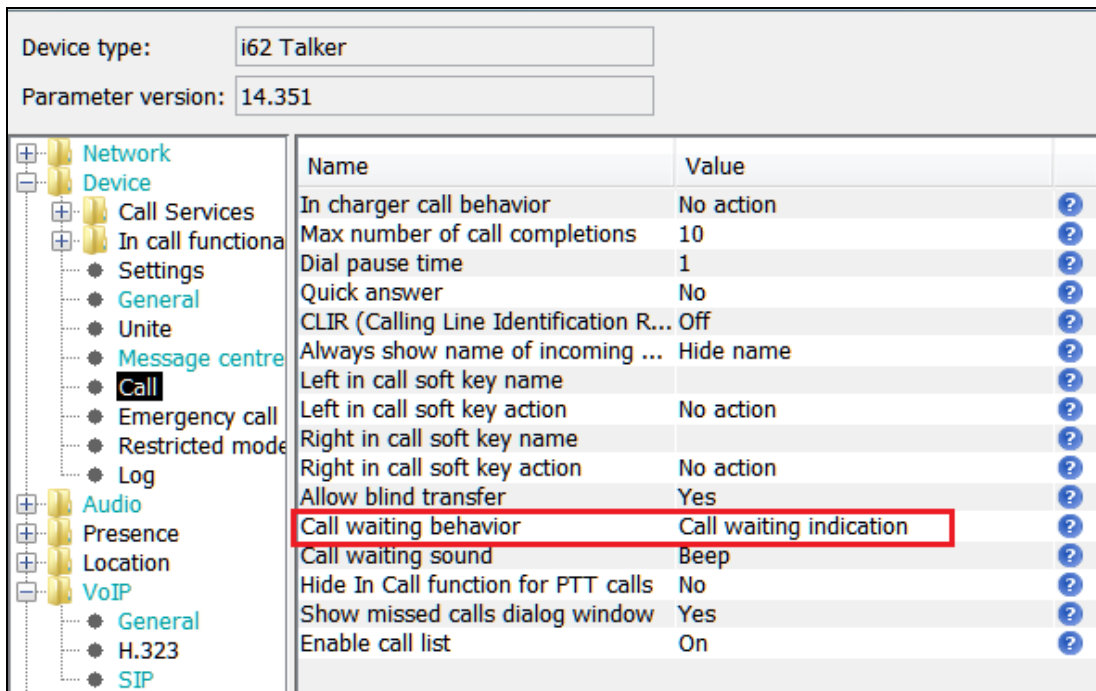 Device type: i62 Talker
Parameter version: 14.351
Network
Device
Call Services
In call functiona
Settings
General
Unite
Message centre
Call
Emergency call
Restricted mode
Log
Audio
Presence
Location
VoIP
General
H.323
SIP
Name Value
In charger call behavior No action
Max number of call completions 10
Dial pause time 1
Quick answer No
CLIR (Calling Line Identification R... Off
Always show name of incoming ... Hide name
Left in call soft key name
Left in call soft key action No action
Right in call soft key name
Right in call soft key action No action
Allow blind transfer Yes
Call waiting behavior Call waiting indication
Call waiting sound Beep
Hide In Call function for PTT calls No
Show missed calls dialog window Yes
Enable call list On